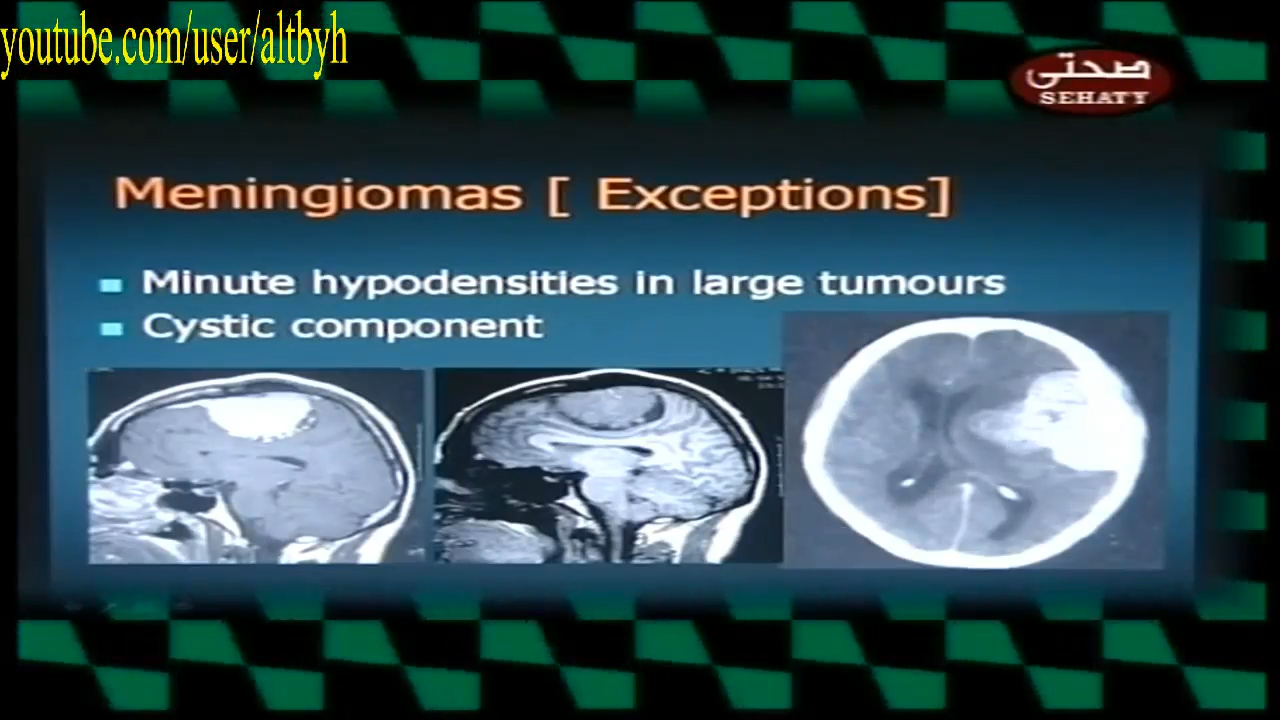 youtube.com/user/altbyh
صحتى
SEHATY
Meningiomas [ Exceptions]
Minute hypodensities in large tumours
Cystic component